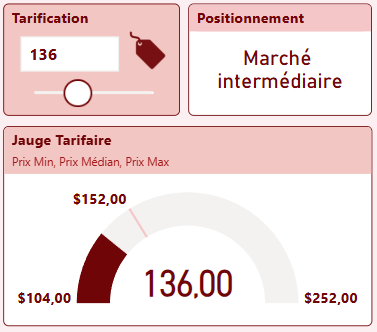 Tarification
136
Positionnement
Marché
intermédiaire
Jauge Tarifaire
Prix Min, Prix Médian, Prix Max
$152,00
136,00
$104,00
$252,00